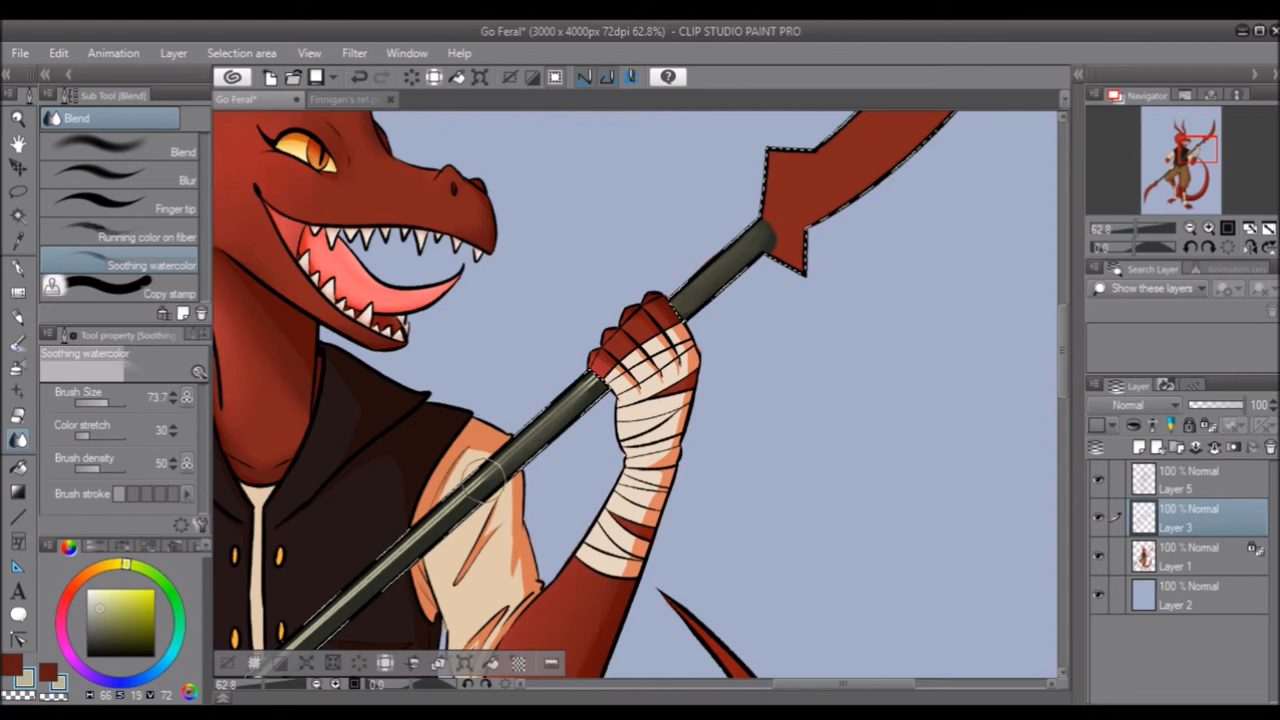 Go Feral* (3000 x 4000px 72dpi 62.8%) - CLIP STUDIO PAINT PRO
File Edit Animation Layer Selection area View Filter Window Help
Sub Tool [Blend]
Go Feral*
Finnigan's ref
Navigator
Blend
Blend
Blur
Finger tip
Running color on fiber
Soothing watercolor
Copy stamp
Tool property [Soothing
Soothing watercolor
Brush Size 73.7
Color stretch 30
Brush density 50
Brush stroke
H 66 S 19 V 72
62.8 0.0
62.8
0.0
Search Layer
Show these layers
Layer
Normal 100
100 % Normal
Layer 5
100 % Normal
Layer 3
100 % Normal
Layer 1
100 % Normal
Layer 2